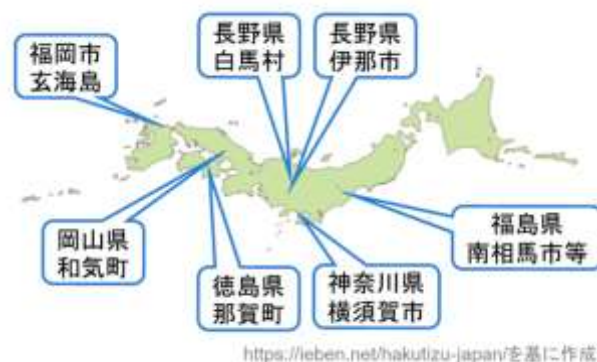 福岡市
玄海島
長野県
白馬村
長野県
伊那市
岡山県
和気町
徳島県
那賀町
神奈川県
横須賀市
福島県
南相馬市等
https://ieben.net/hakutizu-japan/を基に作成